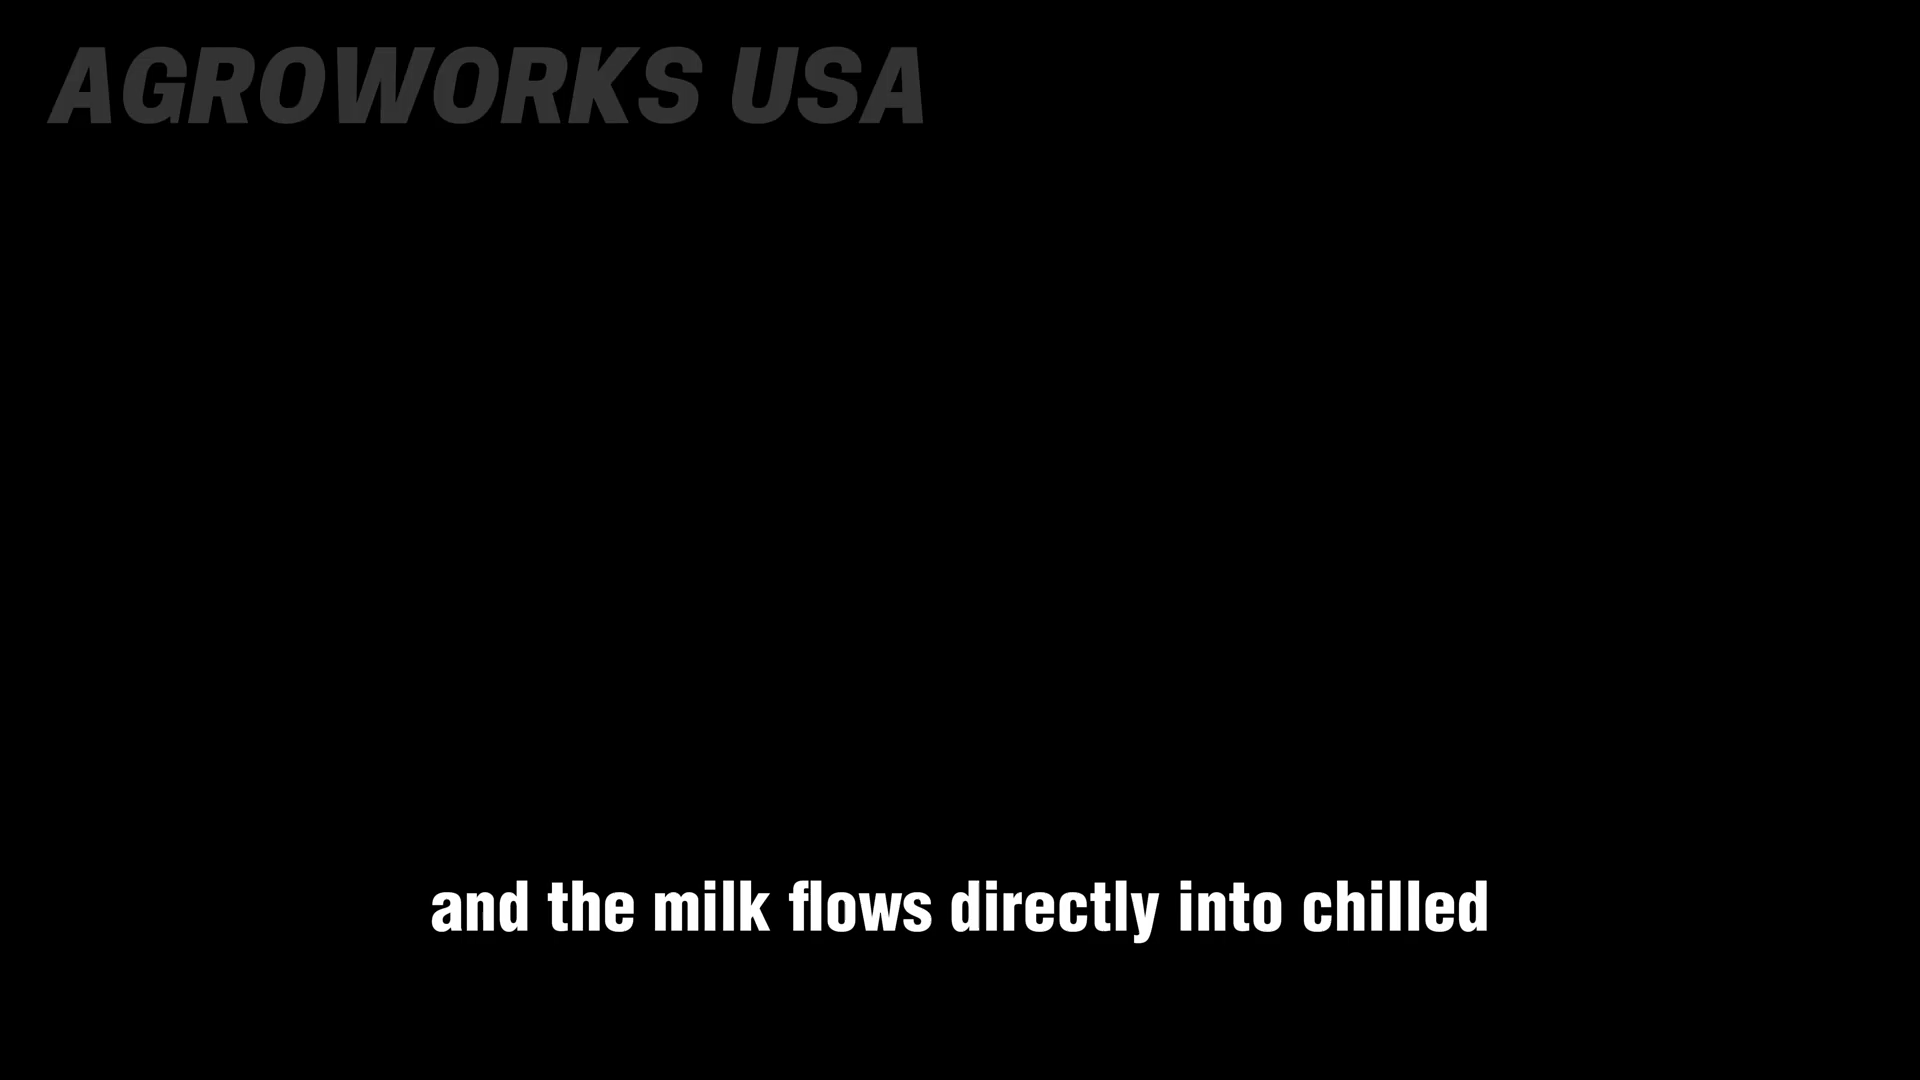 AGROWORKS USA
and the milk flows directly into chilled